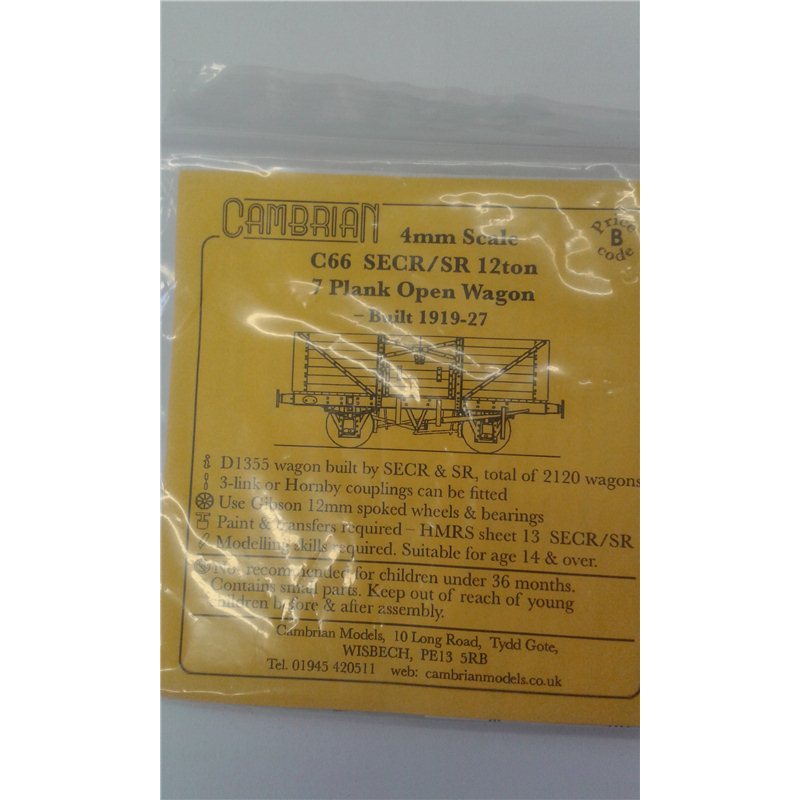 CAMBRIAN
Price
B
code
4mm Scale
C66 SECR/SR 12ton
7 Plank Open Wagon
– Built 1919-27
D1355 wagon built by SECR & SR, total of 2120 wagons
3-link or Hornby couplings can be fitted
Use Gibson 12mm spoked wheels & bearings
Paint & transfers required – HMRS sheet 13 SECR/SR
Modelling skills required. Suitable for age 14 & over.
Not recommended for children under 36 months.
Contains small parts. Keep out of reach of young
children before & after assembly.
Cambrian Models, 10 Long Road, Tydd Gote,
WISBECH, PE13 5RB
Tel. 01945 420511 web: cambrianmodels.co.uk